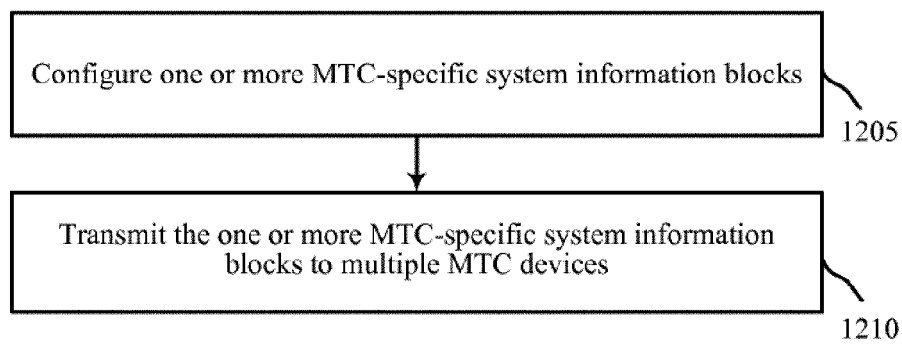 Configure one or more MTC-specific system information blocks
1205
Transmit the one or more MTC-specific system information
blocks to multiple MTC devices
1210